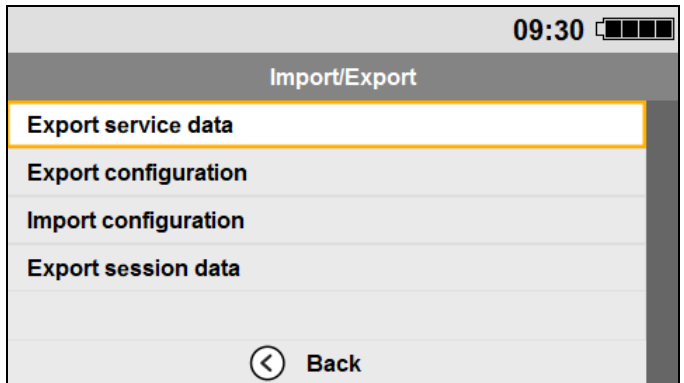 09:30
Import/Export
Export service data
Export configuration
Import configuration
Export session data
Back